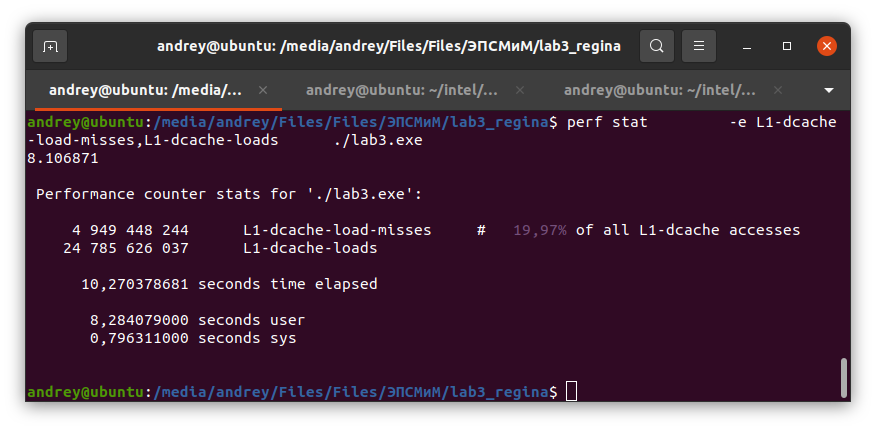 andrey@ubuntu: /media/andrey/Files/Files/ЭПСМиМ/lab3_regina
andrey@ubuntu: /media/... × andrey@ubuntu: ~/intel/... × andrey@ubuntu: ~/intel/... ×
andrey@ubuntu:/media/andrey/Files/Files/ЭПСМиМ/lab3_regina$ perf stat         -e L1-dcache
-load-misses,L1-dcache-loads      ./lab3.exe
8.106871
Performance counter stats for './lab3.exe':
4 949 448 244      L1-dcache-load-misses     #   19,97% of all L1-dcache accesses
24 785 626 037      L1-dcache-loads
10,270378681 seconds time elapsed
8,284079000 seconds user
0,796311000 seconds sys
andrey@ubuntu:/media/andrey/Files/Files/ЭПСМиМ/lab3_regina$